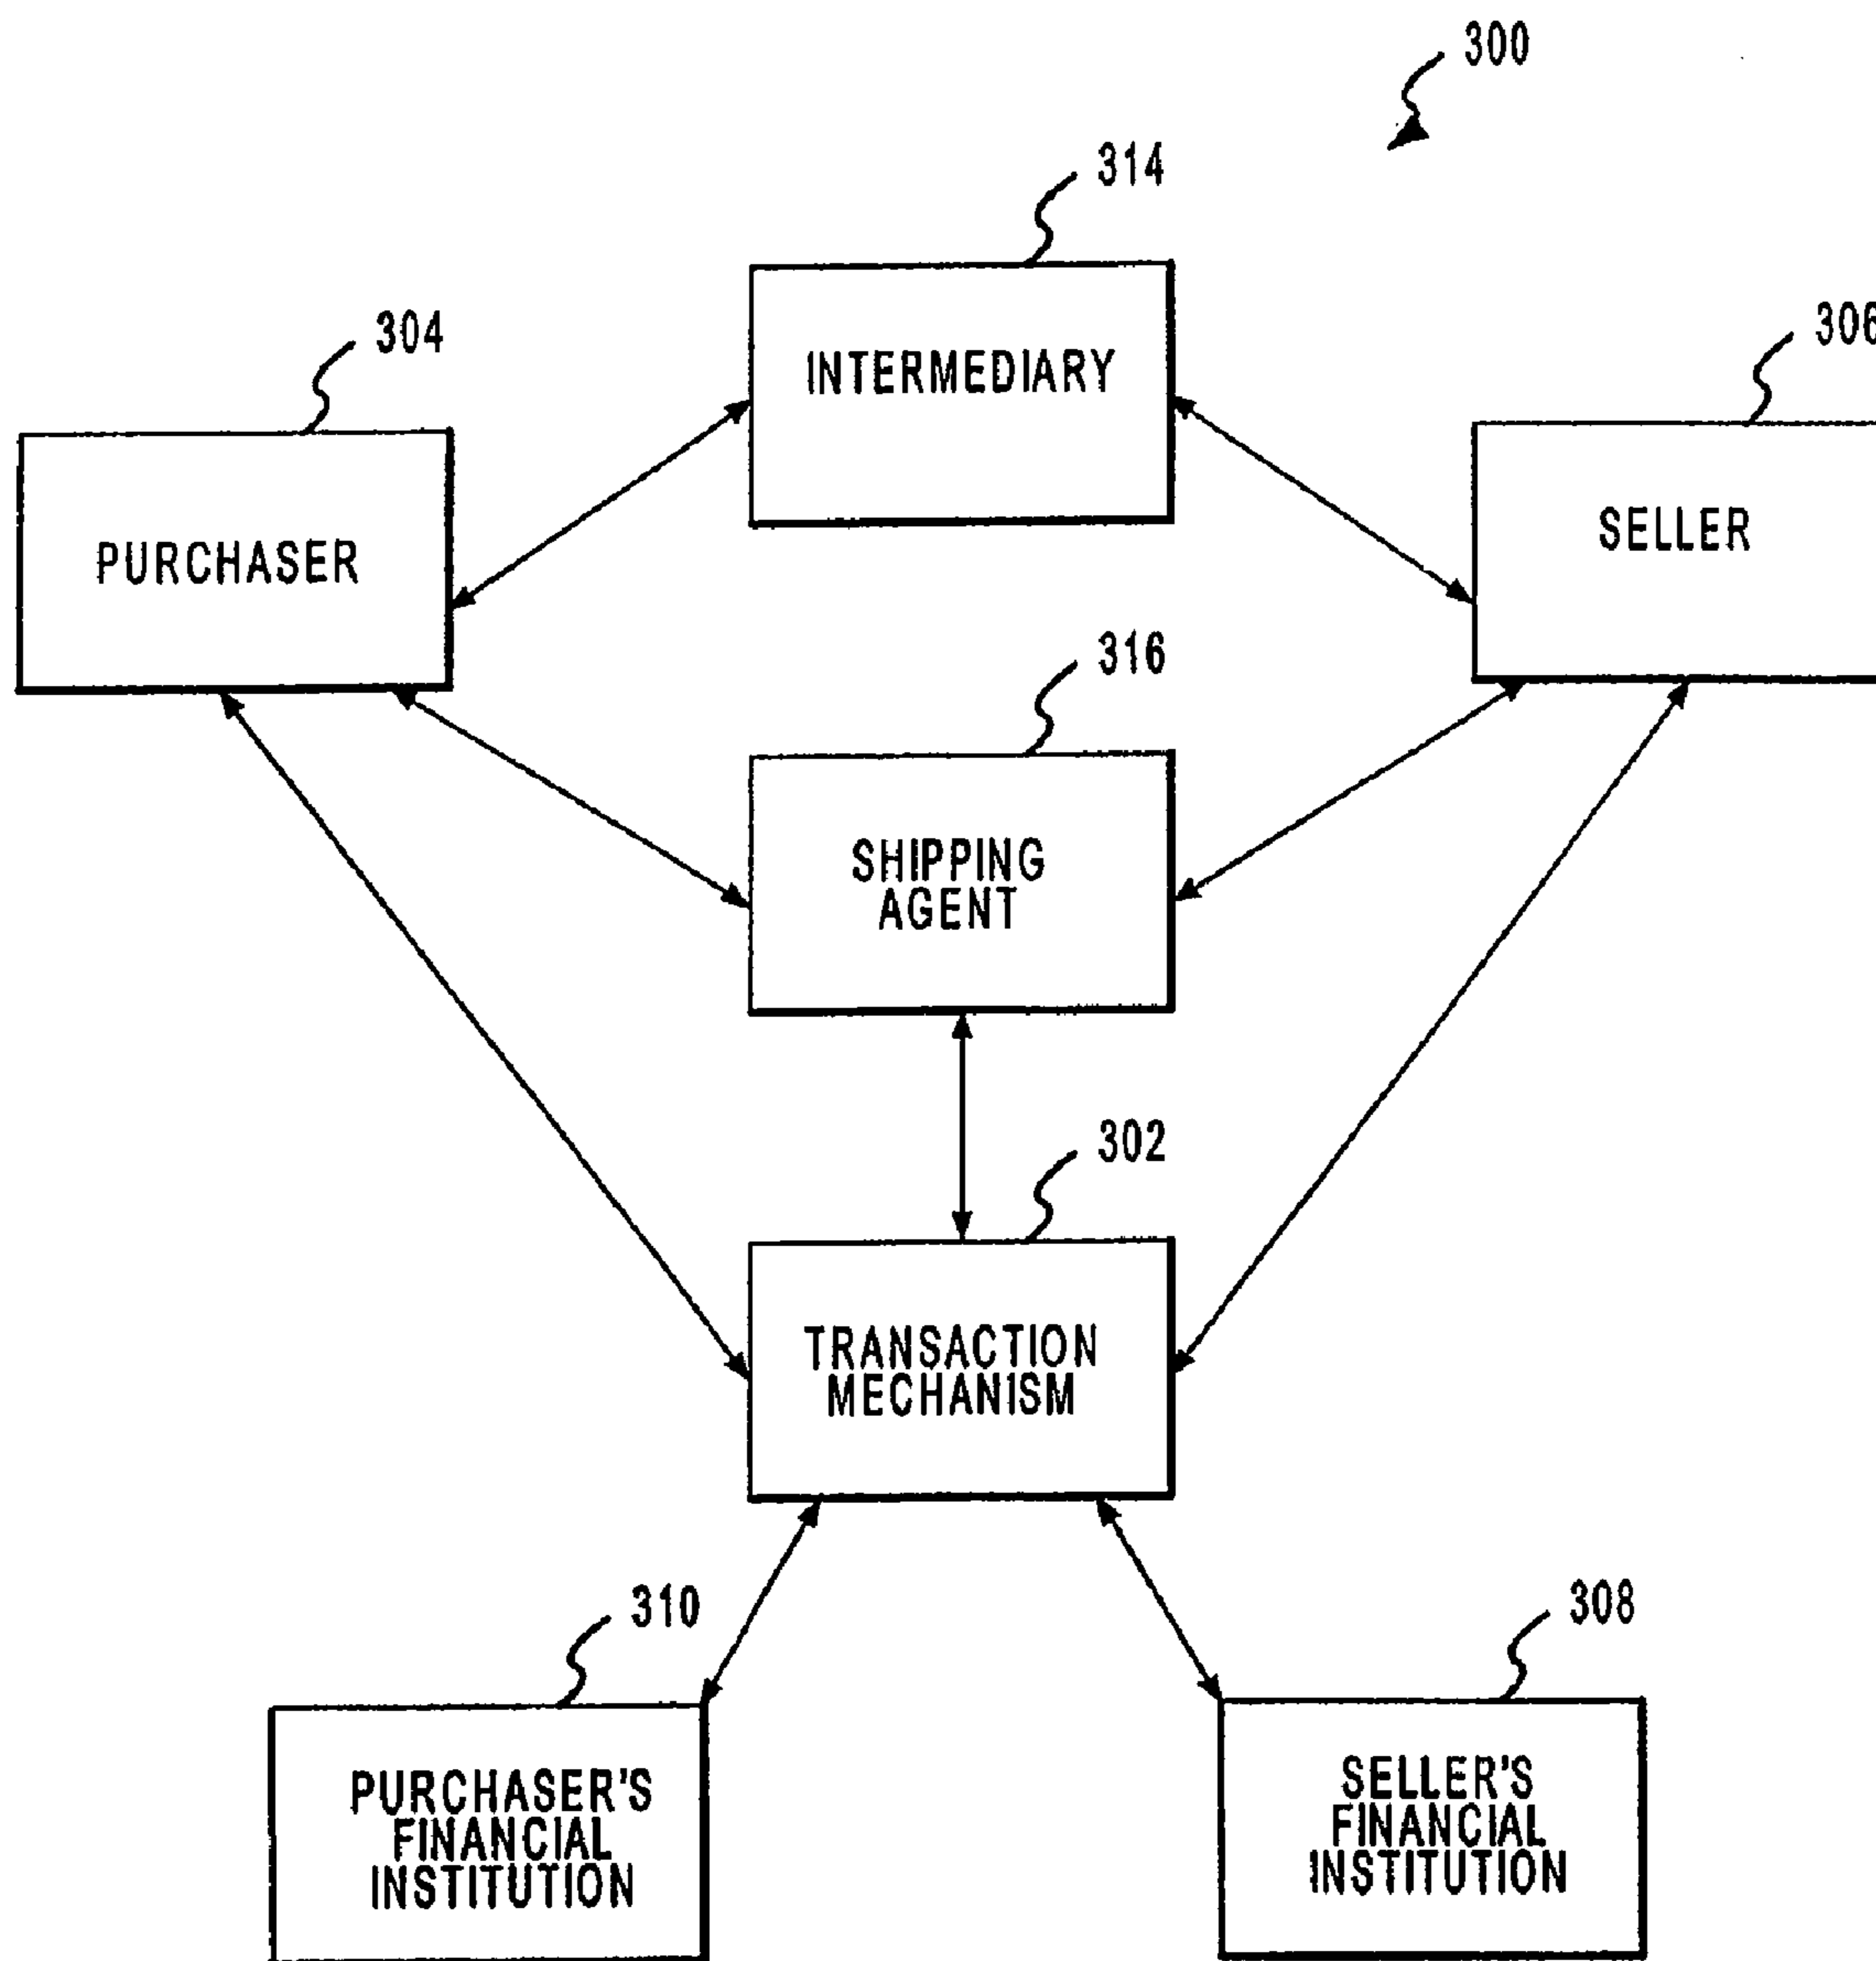 300
314
INTERMEDIARY
304
PURCHASER
306
SELLER
316
SHIPPING
AGENT
302
TRANSACTION
MECHANISM
310
PURCHASER'S
FINANCIAL
INSTITUTION
308
SELLER'S
FINANCIAL
INSTITUTION